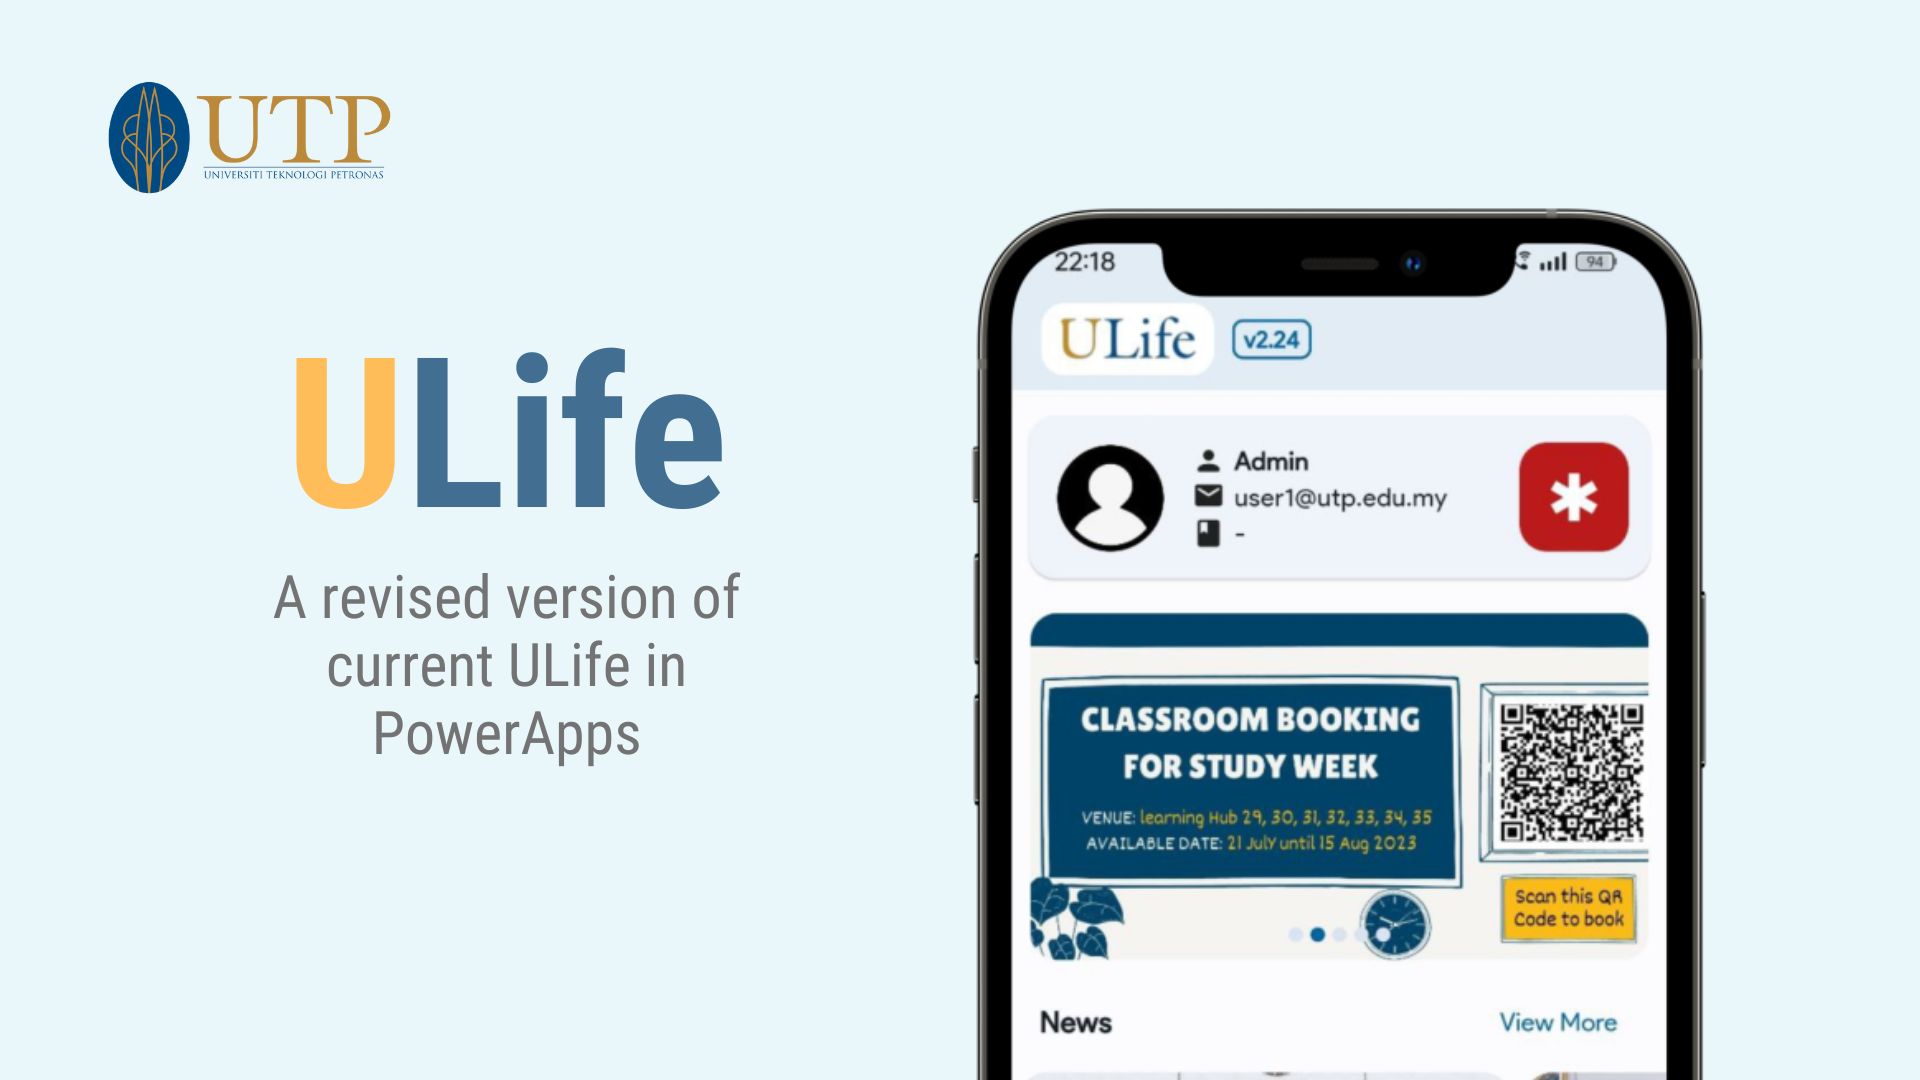 UTP
UNIVERSITI TEKNOLOGI PETRONAS
ULife
A revised version of
current ULife in
PowerApps
22:18
94
ULife
v2.24
Admin
user1@utp.edu.my
-
CLASSROOM BOOKING
FOR STUDY WEEK
VENUE: learning Hub 29, 30, 31, 32, 33, 34, 35
AVAILABLE DATE: 21 July until 15 Aug 2023
Scan this QR
Code to book
News
View More